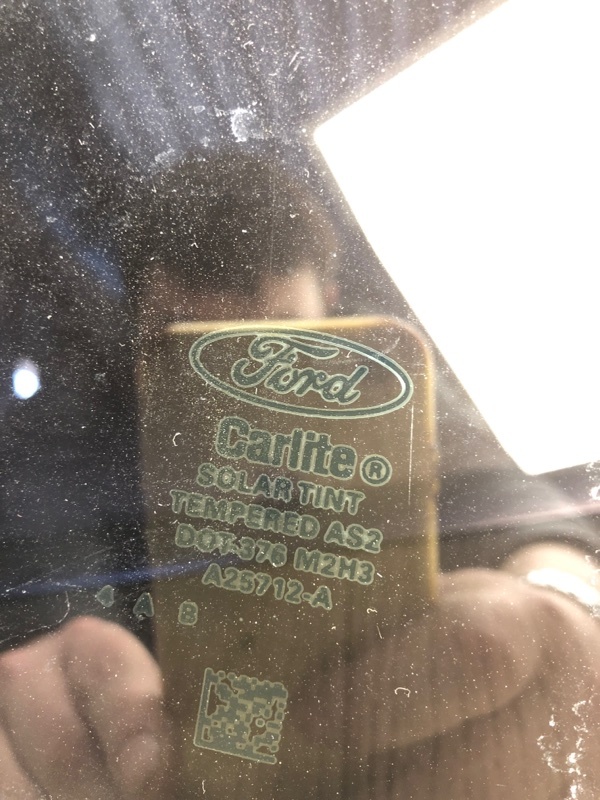 Ford
Carlite®
SOLAR TINT
TEMPERED AS2
DOT-376 M2H3
A25712-A
4 A 8